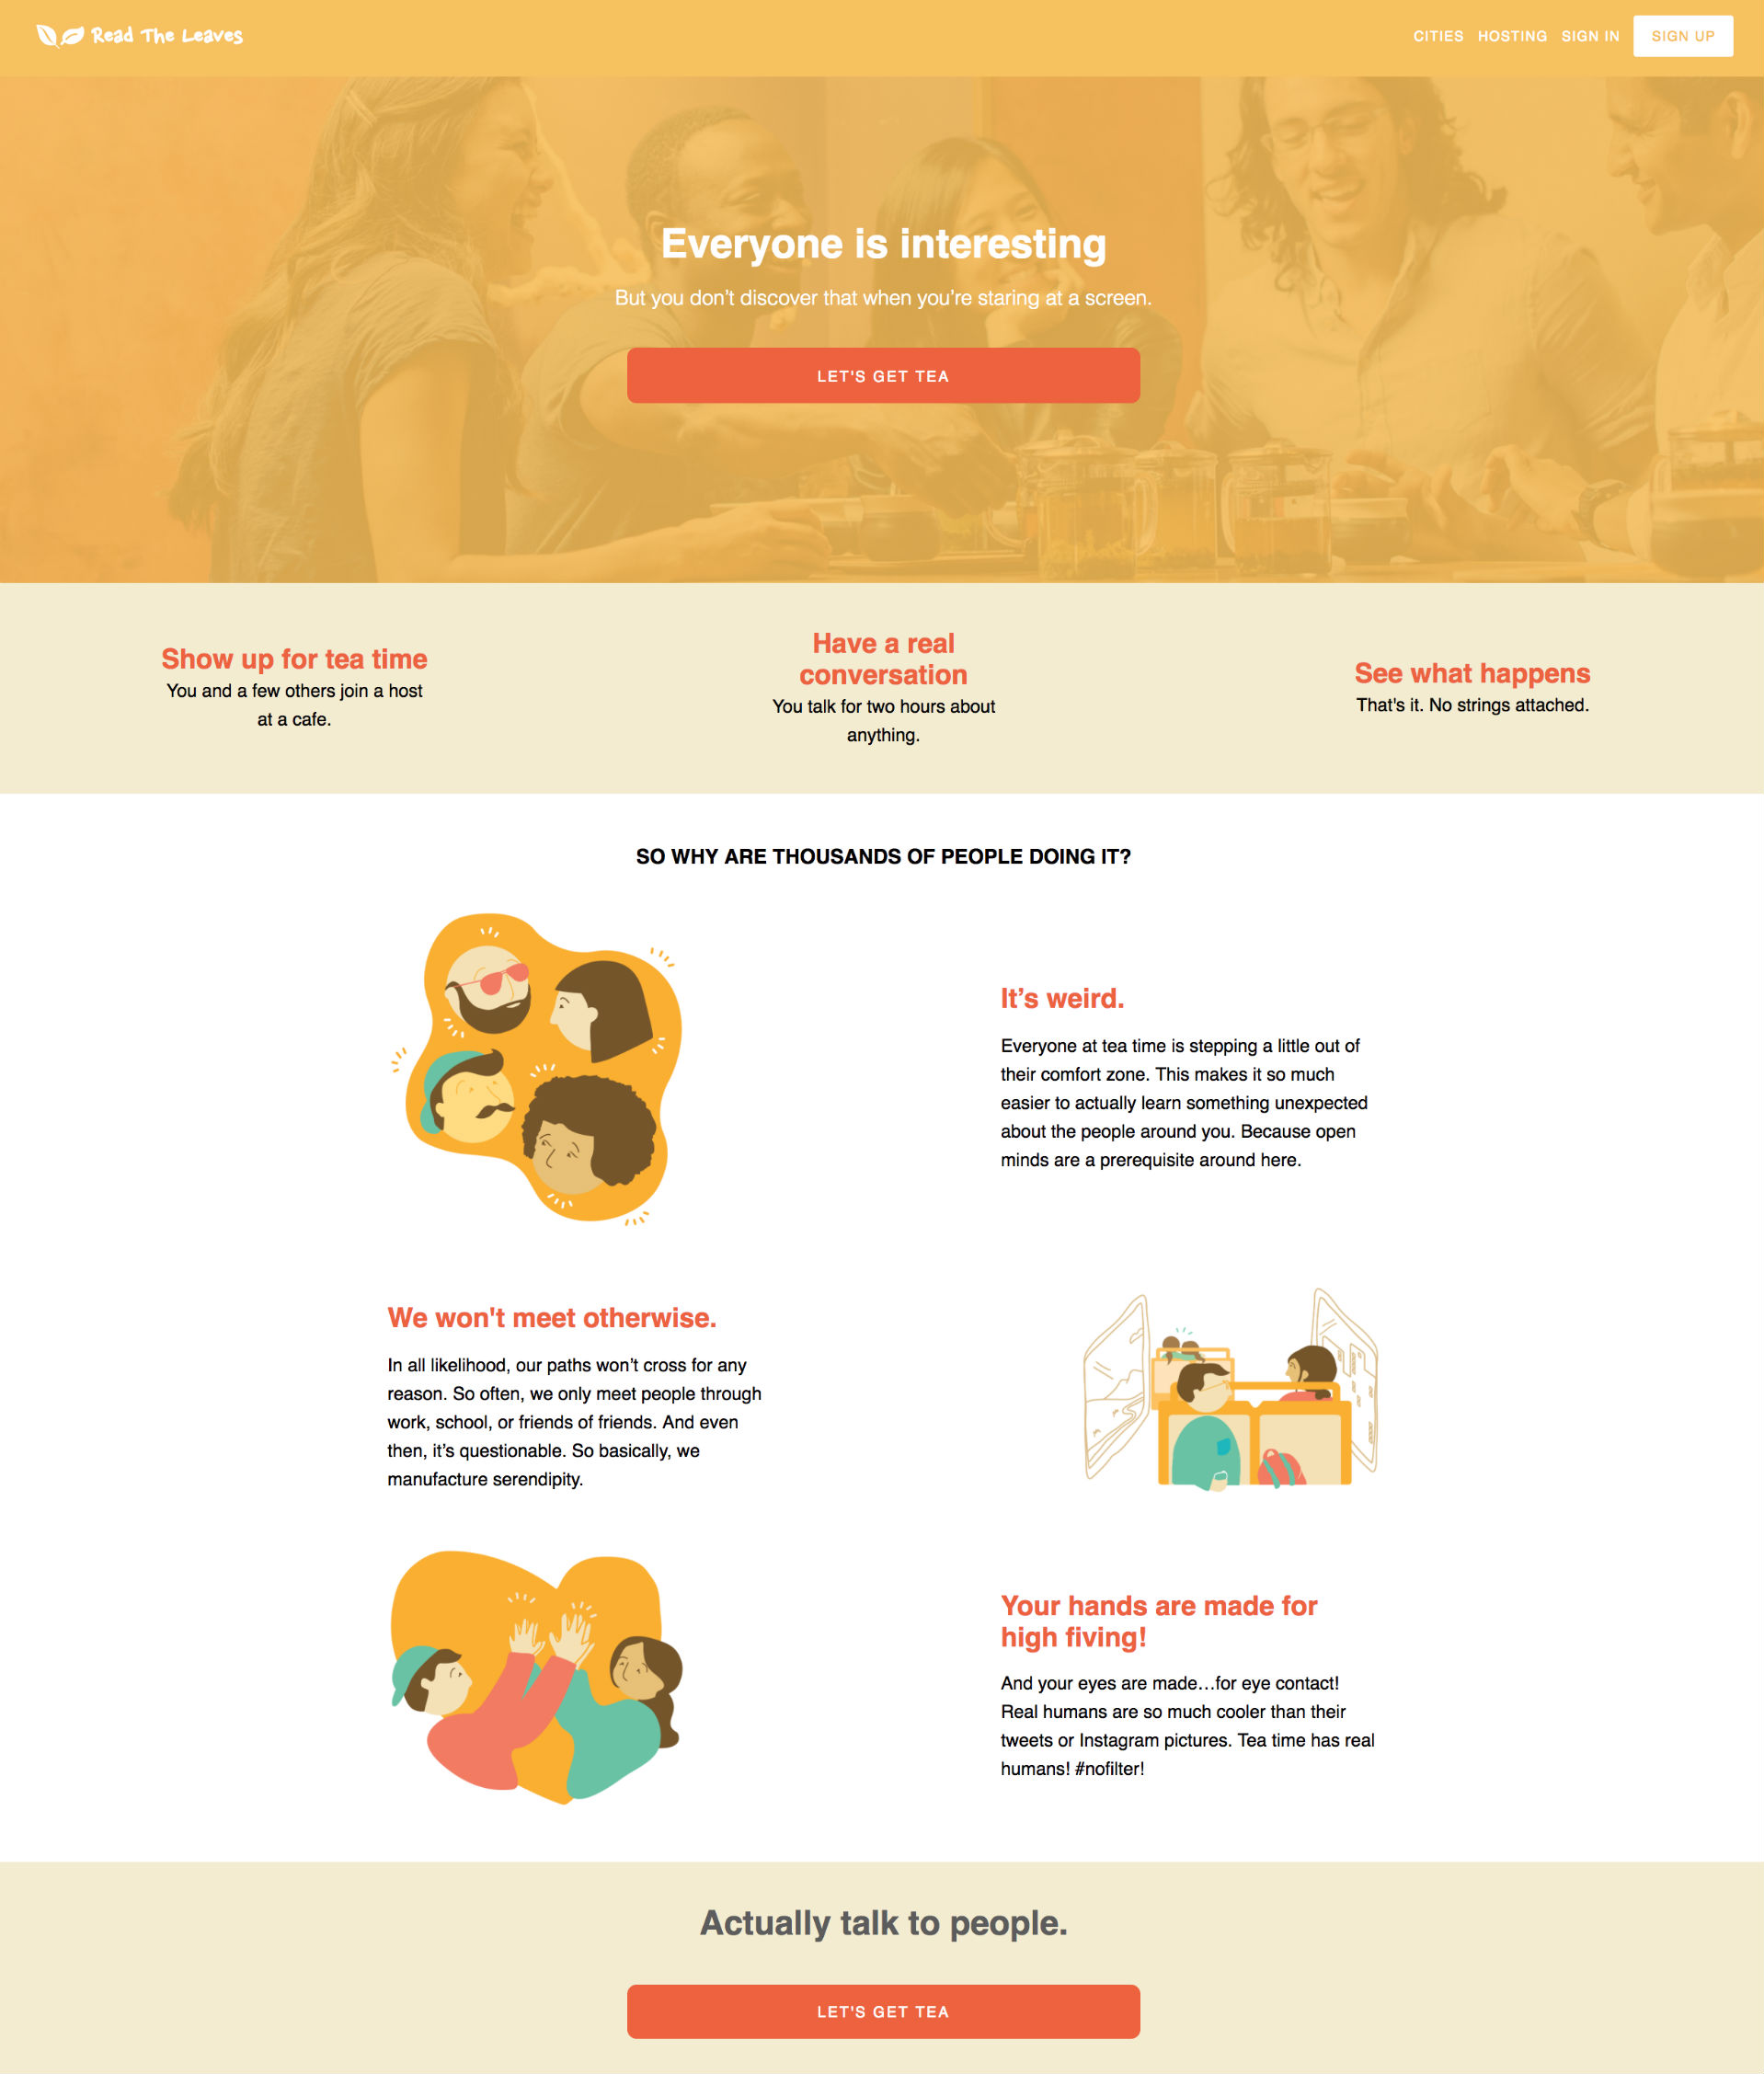 Read The Leaves
CITIES HOSTING SIGN IN SIGN UP
Everyone is interesting
But you don’t discover that when you’re staring at a screen.
LET'S GET TEA
Show up for tea time
You and a few others join a host
at a cafe.
Have a real
conversation
You talk for two hours about
anything.
See what happens
That's it. No strings attached.
SO WHY ARE THOUSANDS OF PEOPLE DOING IT?
It’s weird.
Everyone at tea time is stepping a little out of
their comfort zone. This makes it so much
easier to actually learn something unexpected
about the people around you. Because open
minds are a prerequisite around here.
We won't meet otherwise.
In all likelihood, our paths won’t cross for any
reason. So often, we only meet people through
work, school, or friends of friends. And even
then, it’s questionable. So basically, we
manufacture serendipity.
Your hands are made for
high fiving!
And your eyes are made…for eye contact!
Real humans are so much cooler than their
tweets or Instagram pictures. Tea time has real
humans! #nofilter!
Actually talk to people.
LET'S GET TEA